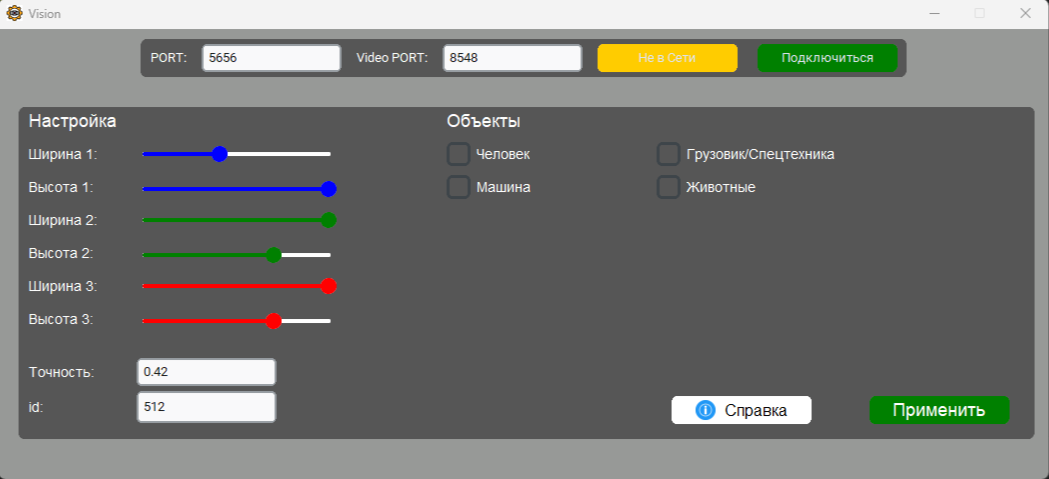 Vision
PORT: 5656 Video PORT: 8548 Не в Сети Подключиться
Настройка
Объекты
Ширина 1:
Человек
Грузовик/Спецтехника
Высота 1:
Машина
Животные
Ширина 2:
Высота 2:
Ширина 3:
Высота 3:
Точность: 0.42
id: 512
Справка
Применить